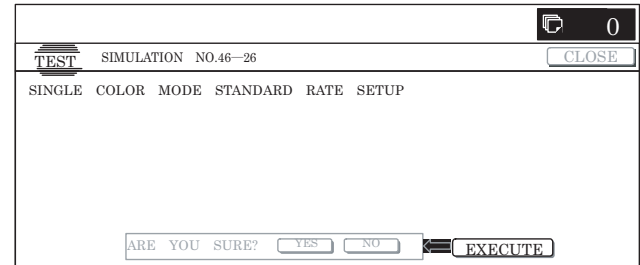 0
TEST SIMULATION NO.46—26 CLOSE
SINGLE COLOR MODE STANDARD RATE SETUP
ARE YOU SURE? YES NO EXECUTE